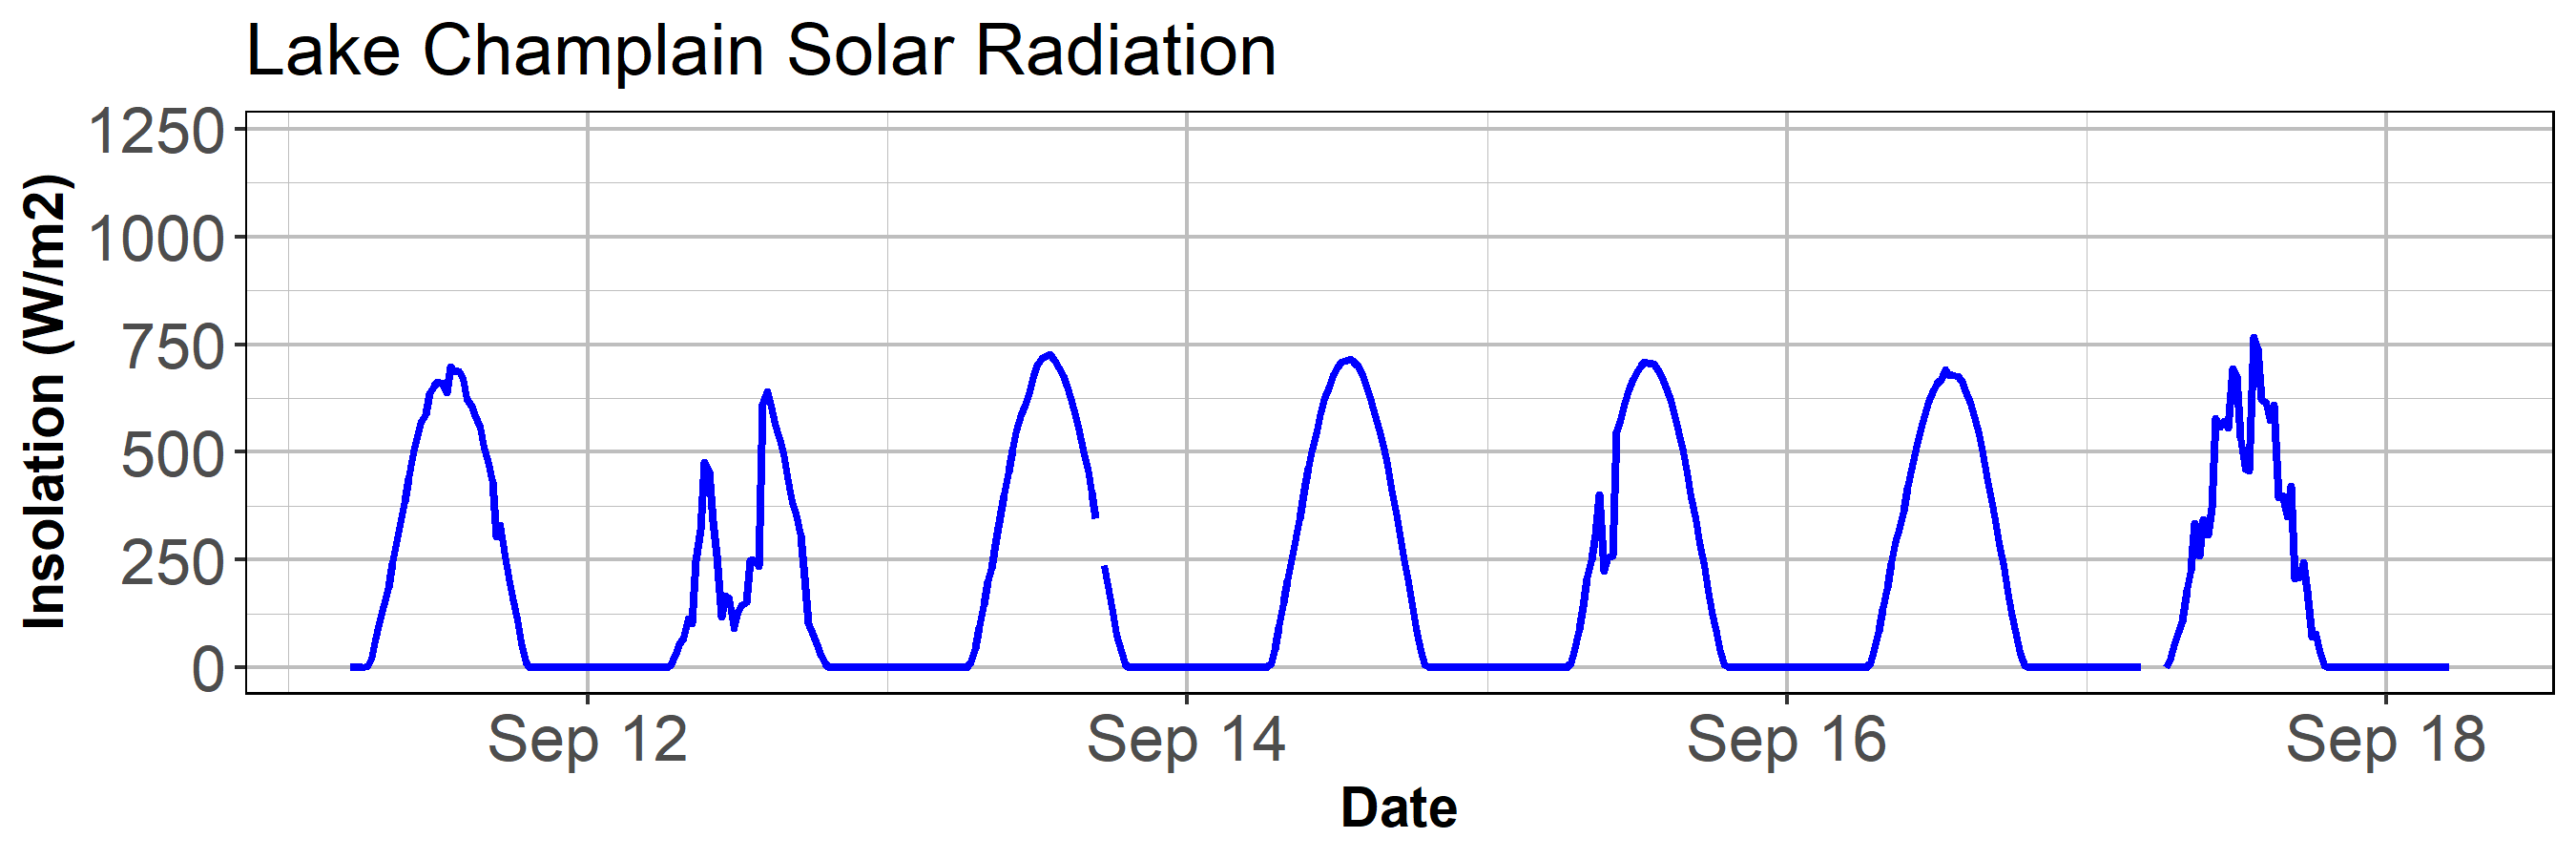 Lake Champlain Solar Radiation
Insolation (W/m2)
1250
1000
750
500
250
0
Sep 12 Sep 14 Sep 16 Sep 18
Date